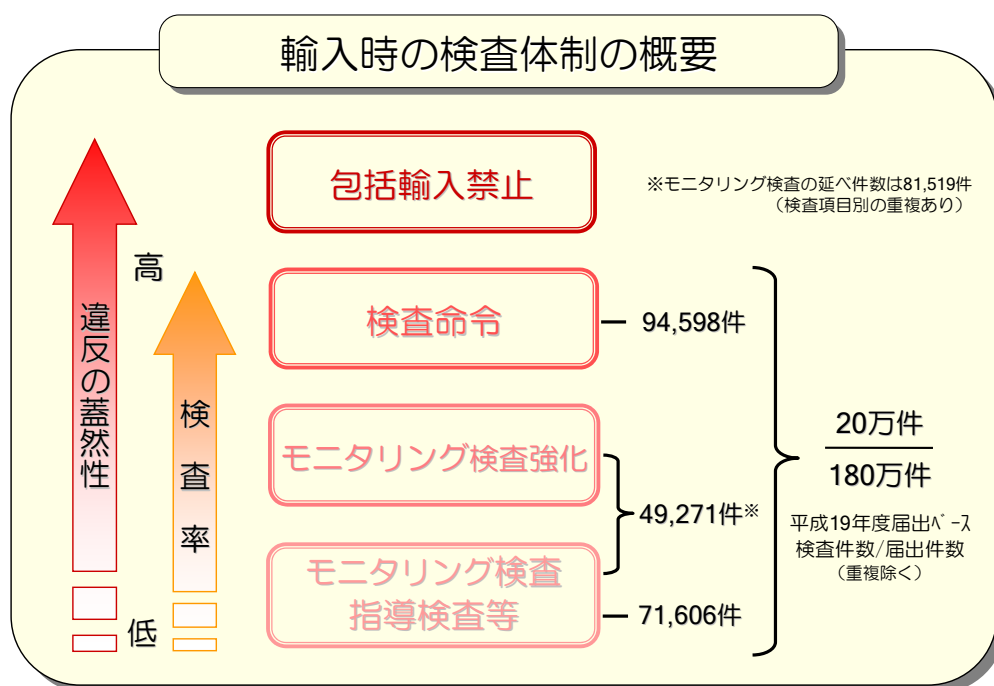 輸入時の検査体制の概要
包括輸入禁止
※モニタリング検査の延べ件数は81,519件
（検査項目別の重複あり）
高
違反の蓋然性
検査率
低
検査命令
94,598件
モニタリング検査強化
49,271件※
モニタリング検査
指導検査等
71,606件
20万件
180万件
平成19年度届出ﾍﾞｰｽ
検査件数/届出件数
（重複除く）